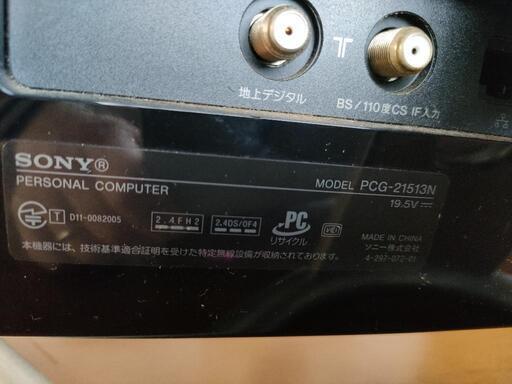 地上デジタル
BS/110度CS IF入力
SONY®
PERSONAL COMPUTER
MODEL PCG-21513N
19.5V
T D11-0082005
2.4FH2
2.4DS/OF4
PC
リサイクル
VCCI
本機器には、技術基準適合証明を受けた特定無線設備が収納されております。
MADE IN CHINA
ソニー株式会社
4-297-072-01